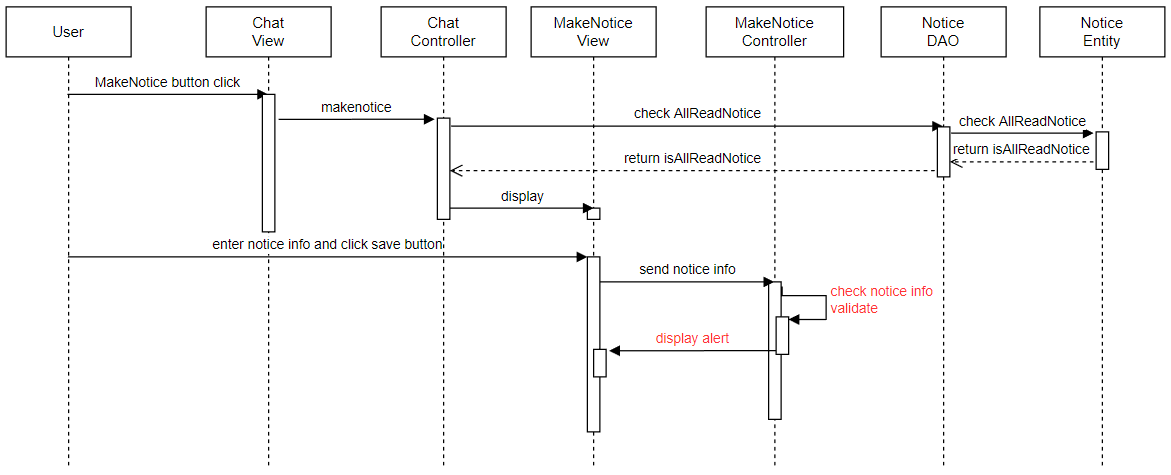 User
Chat
View
Chat
Controller
MakeNotice
View
MakeNotice
Controller
Notice
DAO
Notice
Entity
MakeNotice button click
makenotice
check AllReadNotice
check AllReadNotice
return isAllReadNotice
return isAllReadNotice
display
enter notice info and click save button
send notice info
check notice info
validate
display alert